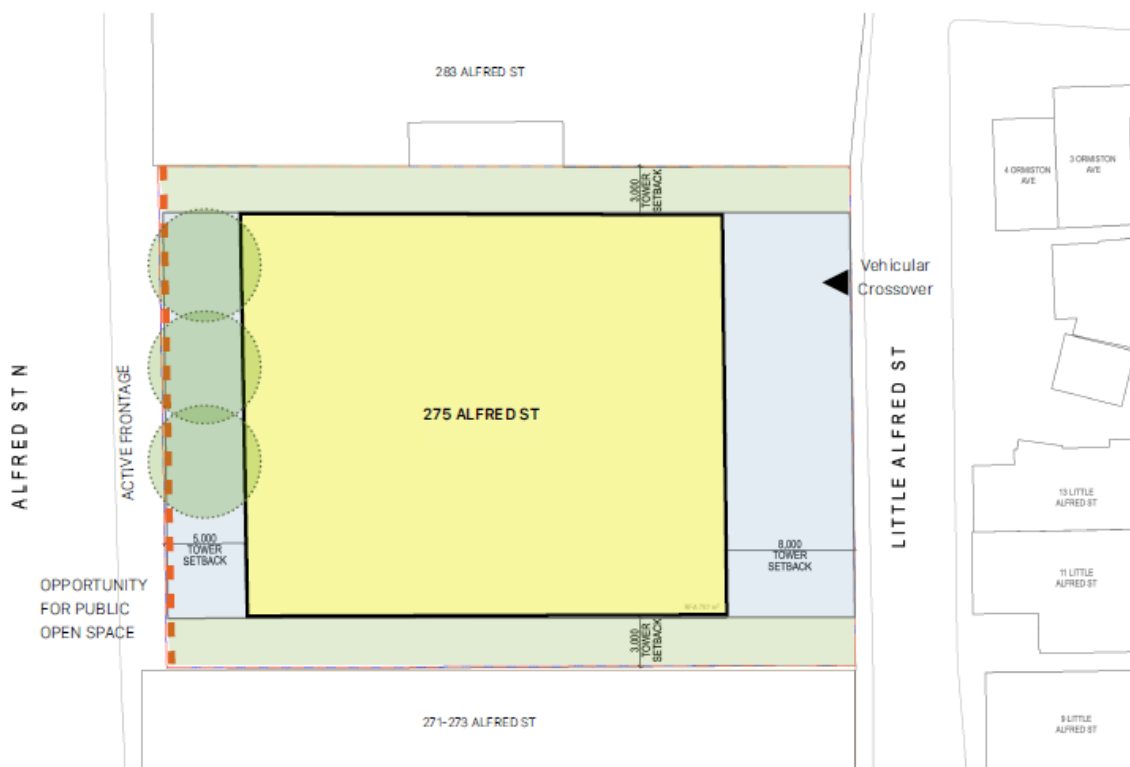 283 ALFRED ST
3 ORMISTON
AVE
4 ORMISTON
AVE
3,000
TOWER
SETBACK
Vehicular
Crossover
ALFRED ST N
ACTIVE FRONTAGE
275 ALFRED ST
LITTLE ALFRED ST
13 LITTLE
ALFRED ST
5,000
TOWER
SETBACK
8,000
TOWER
SETBACK
11 LITTLE
ALFRED ST
OPPORTUNITY
FOR PUBLIC
OPEN SPACE
3,000
TOWER
SETBACK
271-273 ALFRED ST
9 LITTLE
ALFRED ST